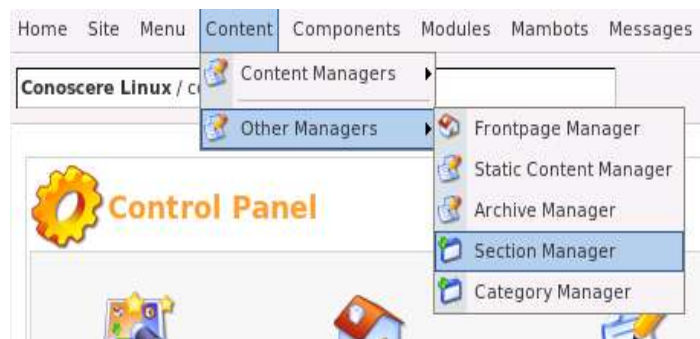 Home Site Menu Content Components Modules Mambots Messages
Content Managers
Conoscere Linux /
Other Managers
Frontpage Manager
Static Content Manager
Control Panel
Archive Manager
Section Manager
Category Manager